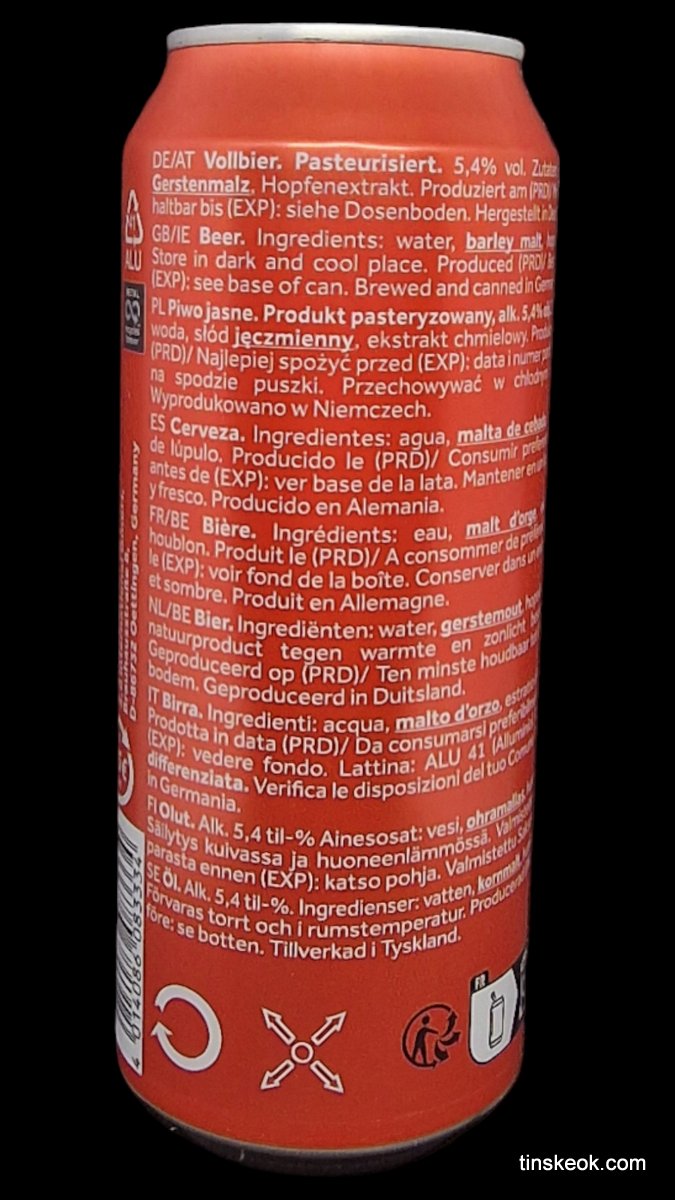 DE/AT Vollbier. Pasteurisiert. 5,4% vol.
Gerstenmalz, Hopfenextrakt. Produziert am (PRD)
haltbar bis (EXP): siehe Dosenboden. Hergestellt in
GB/IE Beer. Ingredients: water, barley malt,
Store in dark and cool place. Produced (PRD)/
(EXP): see base of can. Brewed and canned in
PL Piwo jasne. Produkt pasteryzowany, alk. 5,4%
woda, słód jęczmienny, ekstrakt chmielowy.
(PRD)/ Najlepiej spożyć przed (EXP): data i numer
na spodzie puszki. Przechowywać w
Wyprodukowano w Niemczech.
ES Cerveza. Ingredientes: agua, malta de
de lúpulo. Producido le (PRD)/ Consumir
antes de (EXP): ver base de la lata. Mantener en
y fresco. Producido en Alemania.
FR/BE Bière. Ingrédients: eau, malt d'orge,
houblon. Produit le (PRD)/ A consommer de
le (EXP): voir fond de la boîte. Conserver dans un
et sombre. Produit en Allemagne.
NL/BE Bier. Ingrediënten: water, gerstemout,
natuurproduct tegen warmte en zonlicht
Geproduceerd op (PRD)/ Ten minste houdbaar
bodem. Geproduceerd in Duitsland.
IT Birra. Ingredienti: acqua, malto d'orzo,
Prodotta in data (PRD)/ Da consumarsi
(EXP): vedere fondo. Lattina: ALU 41
differenziata. Verifica le disposizioni del tuo
in Germania.
FI Olut. Alk. 5,4 til-% Ainesosat: vesi, ohramallas,
Säilytys kuivassa ja huoneenlämmössä.
parasta ennen (EXP): katso pohja. Valmistettu
SE Öl. Alk. 5,4 til-%. Ingredienser: vatten, kornmalt,
Förvaras torrt och i rumstemperatur.
före: se botten. Tillverkad i Tyskland.
41
ALU
D-86732 Oettingen, Germany
4 014086 083334
FR
tinskeok.com